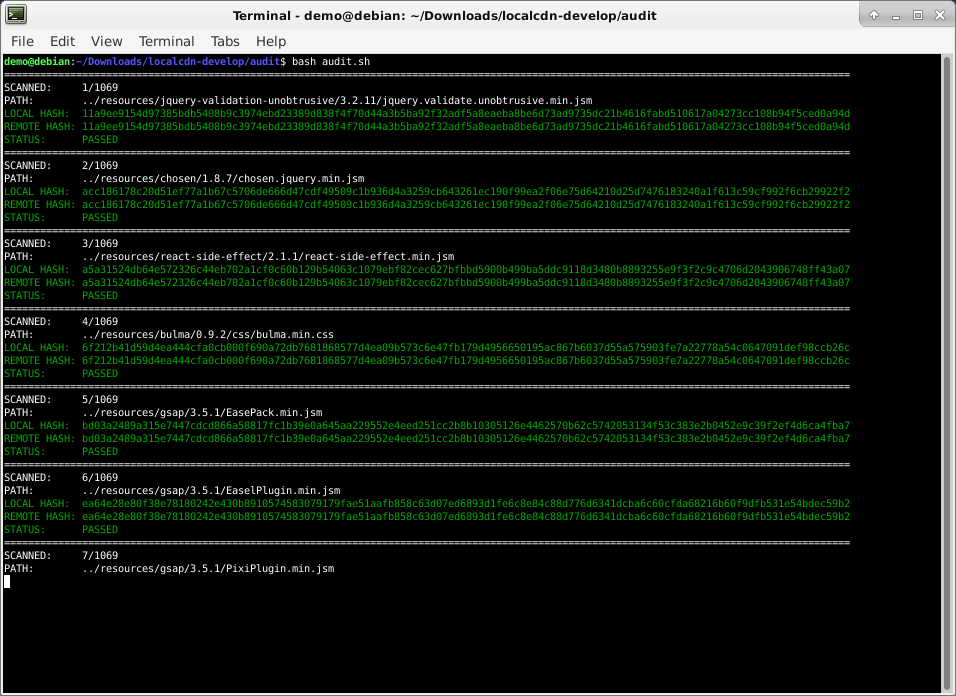 Terminal - demo@debian: ~/Downloads/localcdn-develop/audit
File Edit View Terminal Tabs Help
demo@debian:~/Downloads/localcdn-develop/audit$ bash audit.sh
=============================================================================================================================================
SCANNED: 1/1069
PATH: ../resources/jquery-validation-unobtrusive/3.2.11/jquery.validate.unobtrusive.min.jsm
LOCAL HASH: 11a9ee9154d97385bdb5408b9c3974ebd23389d838f4f70d44a3b5ba92f32adf5a8eaeba8be6d73ad9735dc21b4616fabd510617a04273cc108b94f5ced0a94d
REMOTE HASH: 11a9ee9154d97385bdb5408b9c3974ebd23389d838f4f70d44a3b5ba92f32adf5a8eaeba8be6d73ad9735dc21b4616fabd510617a04273cc108b94f5ced0a94d
STATUS: PASSED
=============================================================================================================================================
SCANNED: 2/1069
PATH: ../resources/chosen/1.8.7/chosen.jquery.min.jsm
LOCAL HASH: acc186178c20d51ef77a1b67c5706de666d47cdf49509c1b936d4a3259cb643261ec190f99ea2f06e75d64210d25d7476183240a1f613c59cf992f6cb29922f2
REMOTE HASH: acc186178c20d51ef77a1b67c5706de666d47cdf49509c1b936d4a3259cb643261ec190f99ea2f06e75d64210d25d7476183240a1f613c59cf992f6cb29922f2
STATUS: PASSED
=============================================================================================================================================
SCANNED: 3/1069
PATH: ../resources/react-side-effect/2.1.1/react-side-effect.min.jsm
LOCAL HASH: a5a31524db64e572326c44eb702a1cf0c60b129b54063c1079ebf82cec627bfbbd5900b499ba5ddc9118d3480b8893255e9f3f2c9c4706d2043906748ff43a07
REMOTE HASH: a5a31524db64e572326c44eb702a1cf0c60b129b54063c1079ebf82cec627bfbbd5900b499ba5ddc9118d3480b8893255e9f3f2c9c4706d2043906748ff43a07
STATUS: PASSED
=============================================================================================================================================
SCANNED: 4/1069
PATH: ../resources/bulma/0.9.2/css/bulma.min.css
LOCAL HASH: 6f212b41d59d4ea444cfa0cb000f690a72db7681868577d4ea09b573c6e47fb179d4956650195ac867b6037d55a575903fe7a22778a54c0647091def98ccb26c
REMOTE HASH: 6f212b41d59d4ea444cfa0cb000f690a72db7681868577d4ea09b573c6e47fb179d4956650195ac867b6037d55a575903fe7a22778a54c0647091def98ccb26c
STATUS: PASSED
=============================================================================================================================================
SCANNED: 5/1069
PATH: ../resources/gsap/3.5.1/EasePack.min.jsm
LOCAL HASH: bd03a2489a315e7447cdcd866a58817fc1b39e0a645aa229552e4eed251cc2b8b10305126e4462570b62c5742053134f53c383e2b0452e9c39f2ef4d6ca4fba7
REMOTE HASH: bd03a2489a315e7447cdcd866a58817fc1b39e0a645aa229552e4eed251cc2b8b10305126e4462570b62c5742053134f53c383e2b0452e9c39f2ef4d6ca4fba7
STATUS: PASSED
=============================================================================================================================================
SCANNED: 6/1069
PATH: ../resources/gsap/3.5.1/EaselPlugin.min.jsm
LOCAL HASH: ea64e28e80f38e78180242e430b8910574583079179fae51aafb858c63d07ed6893d1fe6c8e84c88d776d6341dcba6c60cfda68216b60f9dfb531e54bdec59b2
REMOTE HASH: ea64e28e80f38e78180242e430b8910574583079179fae51aafb858c63d07ed6893d1fe6c8e84c88d776d6341dcba6c60cfda68216b60f9dfb531e54bdec59b2
STATUS: PASSED
=============================================================================================================================================
SCANNED: 7/1069
PATH: ../resources/gsap/3.5.1/PixiPlugin.min.jsm